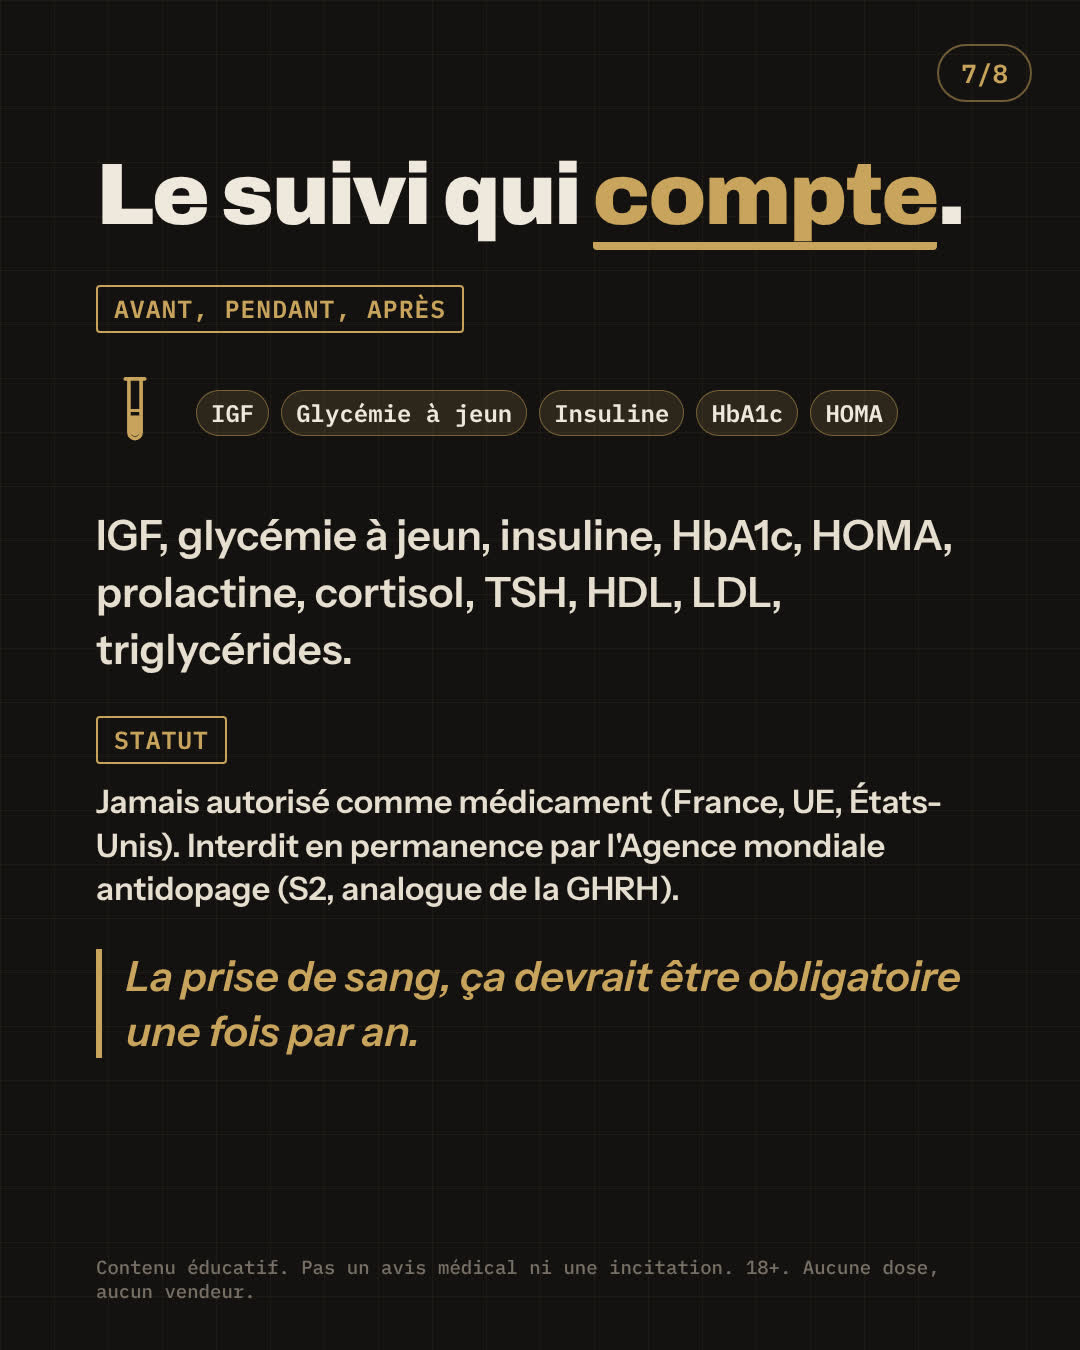 7/8
Le suivi qui compte.
AVANT, PENDANT, APRÈS
IGF Glycémie à jeun Insuline HbA1c HOMA
IGF, glycémie à jeun, insuline, HbA1c, HOMA,
prolactine, cortisol, TSH, HDL, LDL,
triglycérides.
STATUT
Jamais autorisé comme médicament (France, UE, États-
Unis). Interdit en permanence par l'Agence mondiale
antidopage (S2, analogue de la GHRH).
La prise de sang, ça devrait être obligatoire
une fois par an.
Contenu éducatif. Pas un avis médical ni une incitation. 18+. Aucune dose,
aucun vendeur.